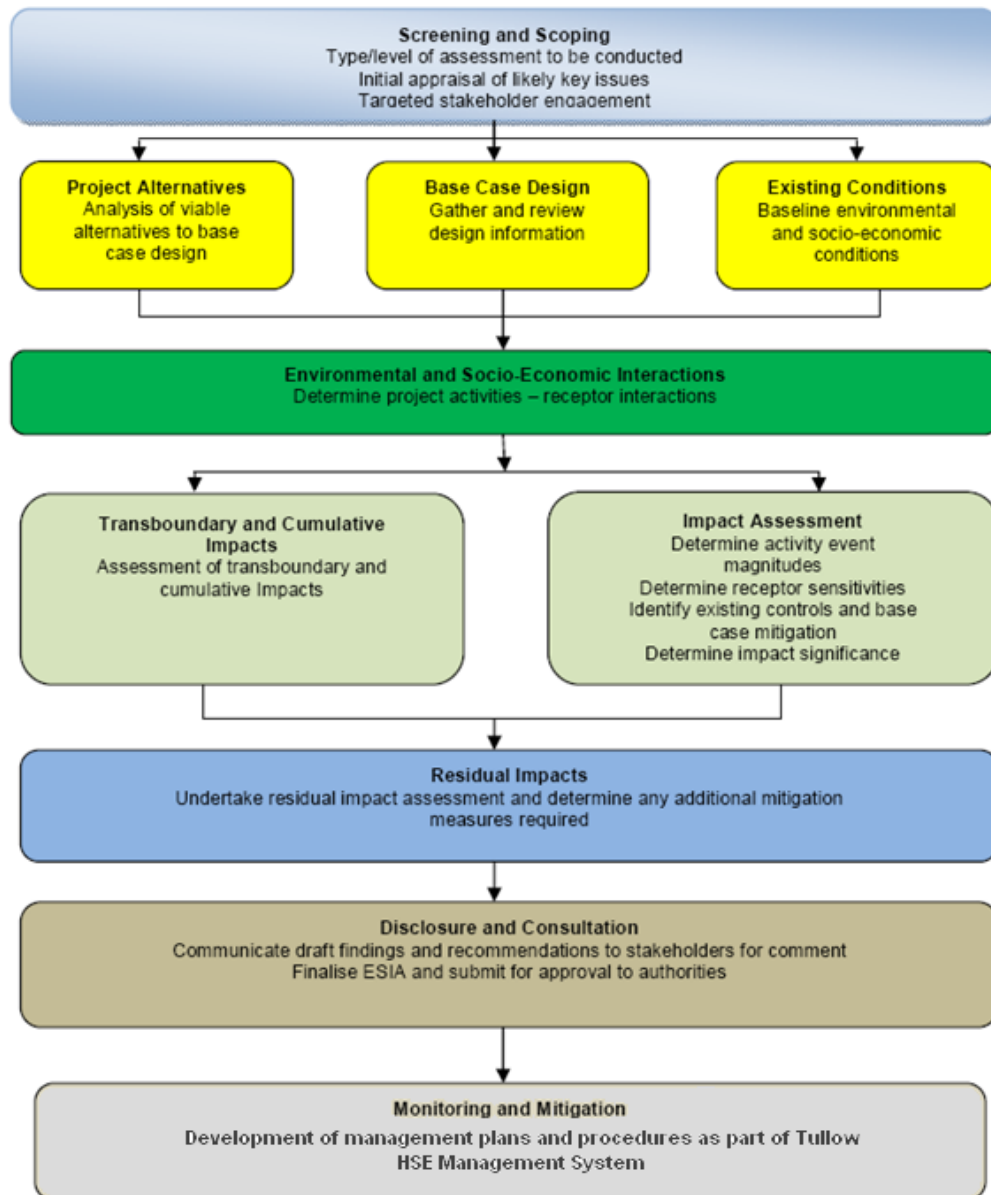 Screening and Scoping
Type/level of assessment to be conducted
Initial appraisal of likely key issues
Targeted stakeholder engagement
Project Alternatives
Analysis of viable
alternatives to base
case design
Base Case Design
Gather and review
design information
Existing Conditions
Baseline environmental
and socio-economic
conditions
Environmental and Socio-Economic Interactions
Determine project activities – receptor interactions
Transboundary and Cumulative
Impacts
Assessment of transboundary and
cumulative Impacts
Impact Assessment
Determine activity event
magnitudes
Determine receptor sensitivities
Identify existing controls and base
case mitigation
Determine impact significance
Residual Impacts
Undertake residual impact assessment and determine any additional mitigation
measures required
Disclosure and Consultation
Communicate draft findings and recommendations to stakeholders for comment
Finalise ESIA and submit for approval to authorities
Monitoring and Mitigation
Development of management plans and procedures as part of Tullow
HSE Management System